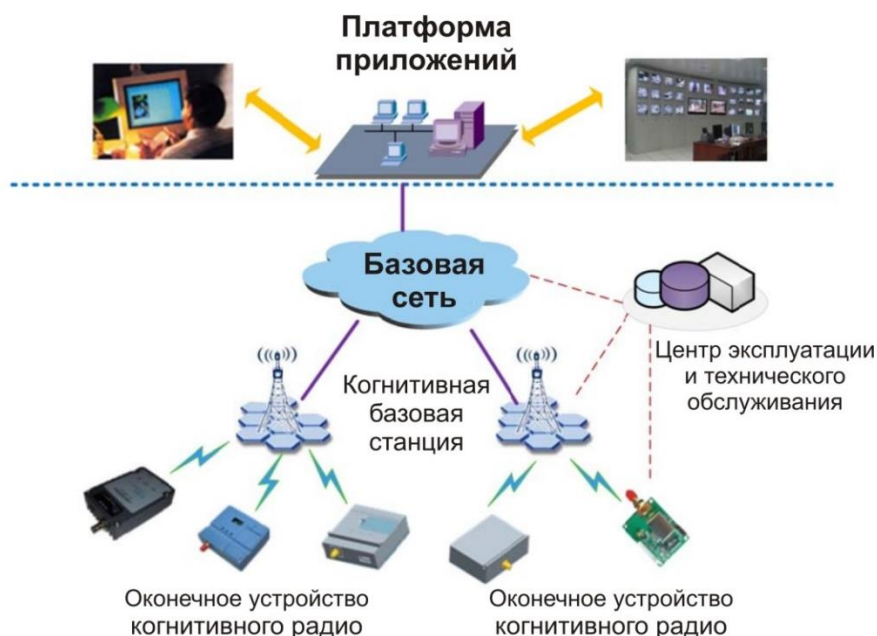 Платформа
приложений
Базовая
сеть
Центр эксплуатации
и технического
обслуживания
Когнитивная
базовая
станция
Оконечное устройство
когнитивного радио
Оконечное устройство
когнитивного радио